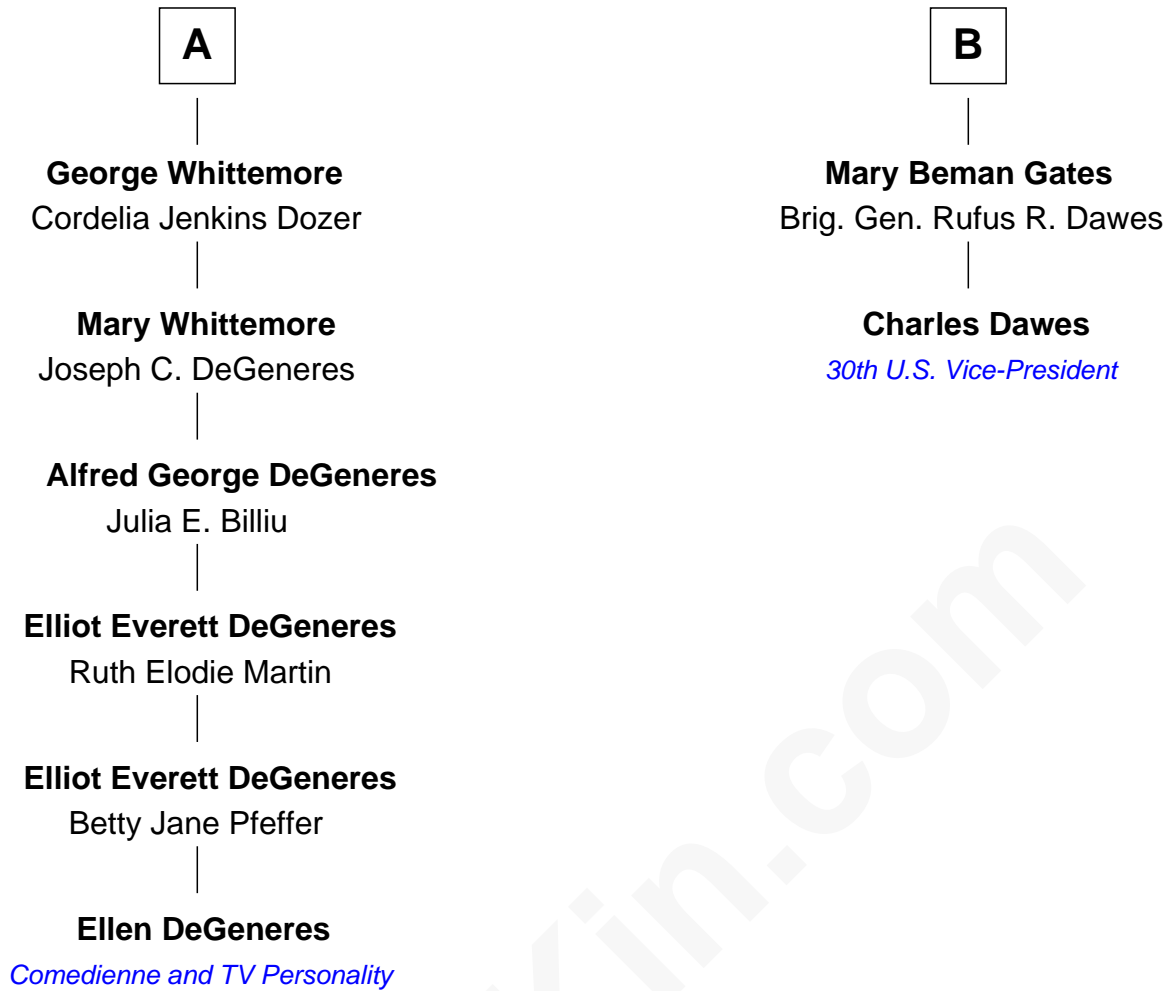 A
George Whittemore
Cordelia Jenkins Dozer
Mary Whittemore
Joseph C. DeGeneres
Alfred George DeGeneres
Julia E. Billiu
Elliot Everett DeGeneres
Ruth Elodie Martin
Elliot Everett DeGeneres
Betty Jane Pfeffer
Ellen DeGeneres
Comedienne and TV Personality
B
Mary Beman Gates
Brig. Gen. Rufus R. Dawes
Charles Dawes
30th U.S. Vice-President